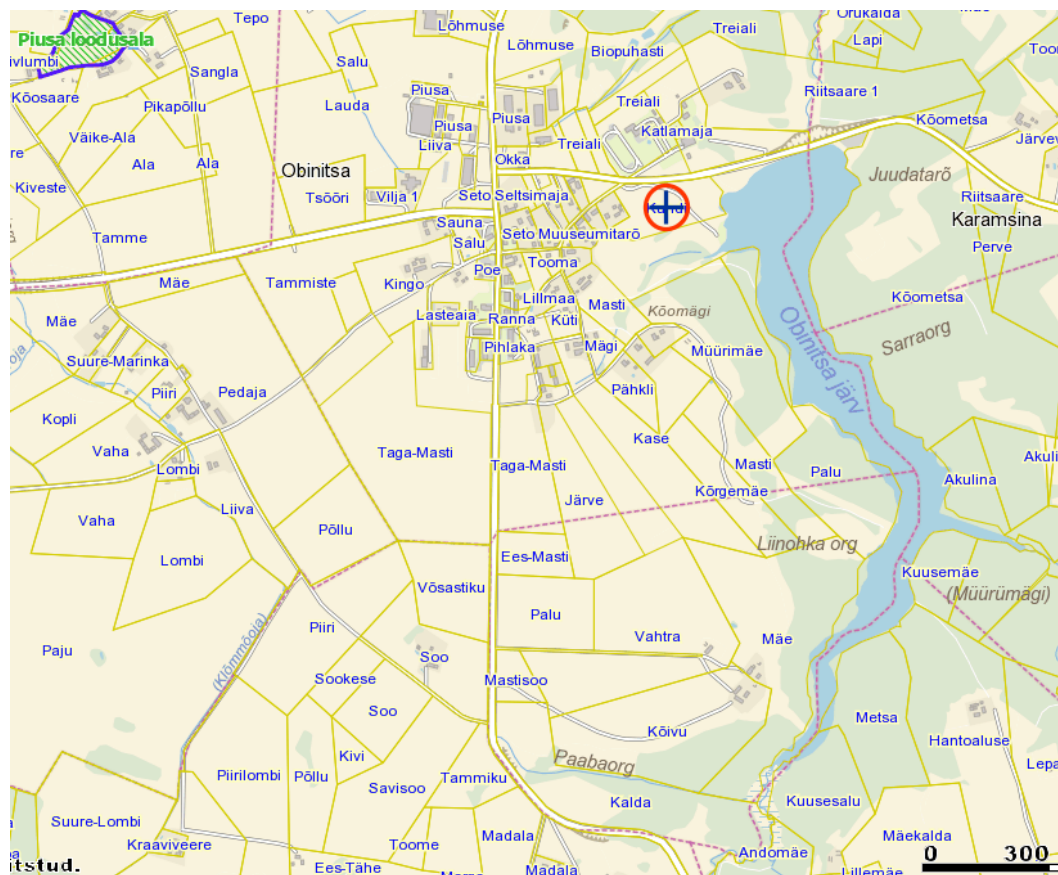 Tepo
Lõhmuse
Treiali
Orukalda
Piusa loodusala
Lõhmuse
Biopuhasti
Lapi
Salu
Sangla
Kõosaare
Piusa
Riitsaare 1
Pikapõllu
Lauda
Piusa
Piusa
Treiali
Kõometsa
Väike-Ala
Liiva
Treiali
Katlamaja
Ala
Ala
Okka
Obinitsa
Juudatarõ
Kiveste
Tsõõri
Vilja 1
Seto Seltsimaja
Riitsaare
Karamsina
Tamme
Sauna
Seto Muuseumitarõ
Salu
Perve
Mäe
Tammiste
Kingo
Poe
Tooma
Lillmaa
Masti
Kõomägi
Kõometsa
Mäe
Lasteaia
Ranna
Küti
Obinitsa järv
Sarraorg
Suure-Marinka
Pihlaka
Mägi
Müürimäe
Piiri
Pedaja
Pähkli
Kopli
Kase
Vaha
Taga-Masti
Taga-Masti
Masti
Palu
Lombi
Akulina
Vaha
Liiva
Põllu
Järve
Kõrgemäe
Lombi
Ees-Masti
Liinohka org
Kuusemäe
Võsastiku
(Müürümägi)
(Klõmmõoja)
Piiri
Palu
Vahtra
Mäe
Paju
Soo
Sookese
Mastisoo
Soo
Metsa
Kõivu
Hantoaluse
Kivi
Paabaorg
Piirilombi
Põllu
Savisoo
Tammiku
Kalda
Kuusesalu
Suure-Lombi
Kraaviveere
Toome
Madala
Mäekalda
Andomäe
0 300
itstud.
Ees-Tähe
Madala
Lillemäe